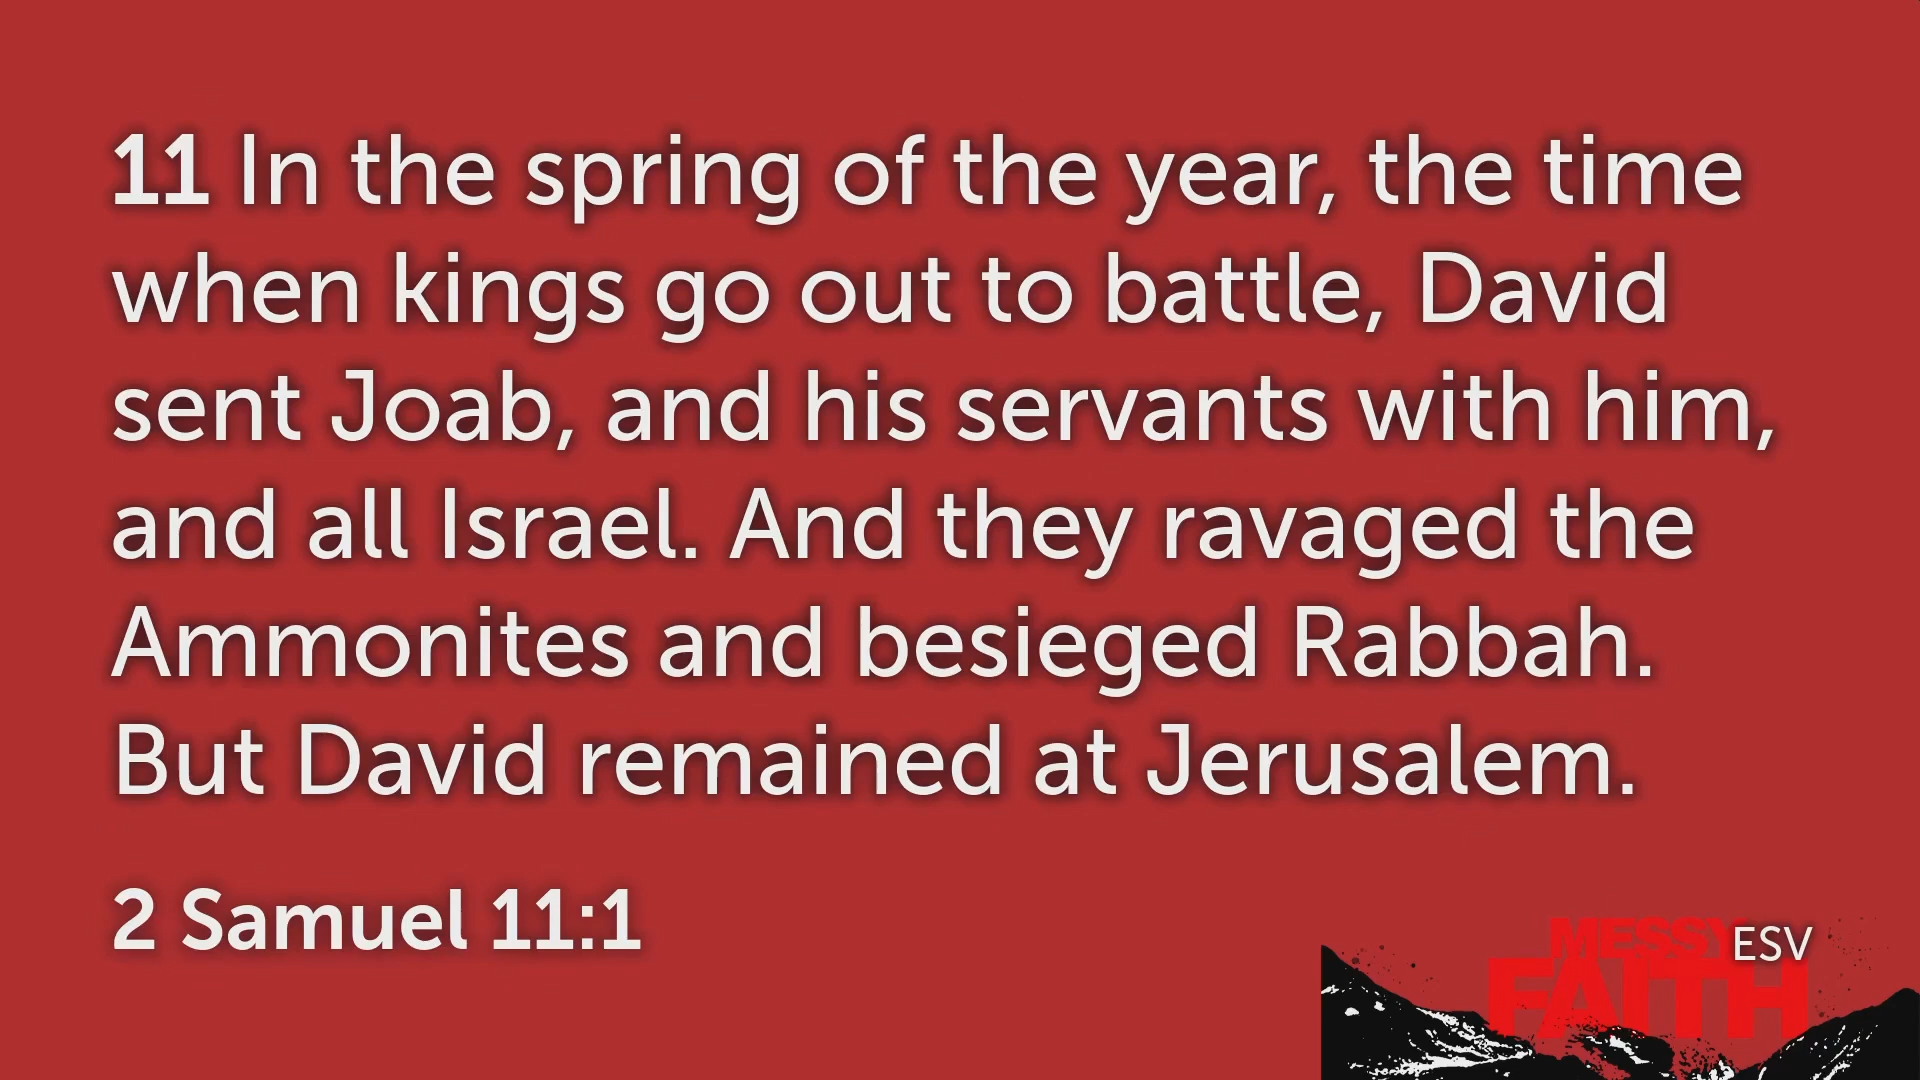 11 In the spring of the year, the time
when kings go out to battle, David
sent Joab, and his servants with him,
and all Israel. And they ravaged the
Ammonites and besieged Rabbah.
But David remained at Jerusalem.
2 Samuel 11:1
MESSY
ESV
FAITH